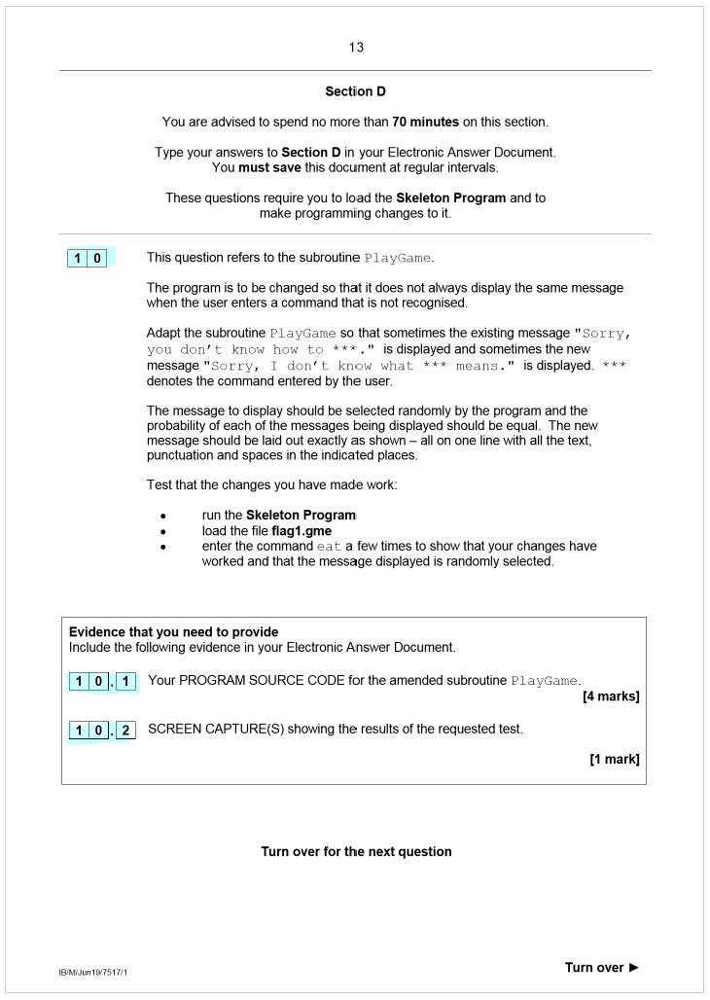 13
Section D
You are advised to spend no more than 70 minutes on this section.
Type your answers to Section D in your Electronic Answer Document.
You must save this document at regular intervals.
These questions require you to load the Skeleton Program and to
make programming changes to it.
1 0 This question refers to the subroutine PlayGame.
The program is to be changed so that it does not always display the same message
when the user enters a command that is not recognised.
Adapt the subroutine PlayGame so that sometimes the existing message "Sorry,
you don't know how to ***." is displayed and sometimes the new
message "Sorry, I don't know what *** means." is displayed. ***
denotes the command entered by the user.
The message to display should be selected randomly by the program and the
probability of each of the messages being displayed should be equal. The new
message should be laid out exactly as shown – all on one line with all the text,
punctuation and spaces in the indicated places.
Test that the changes you have made work:
• run the Skeleton Program
• load the file flag1.gme
• enter the command eat a few times to show that your changes have
worked and that the message displayed is randomly selected.
Evidence that you need to provide
Include the following evidence in your Electronic Answer Document.
1 0 . 1 Your PROGRAM SOURCE CODE for the amended subroutine PlayGame.
[4 marks]
1 0 . 2 SCREEN CAPTURE(S) showing the results of the requested test.
[1 mark]
Turn over for the next question
Turn over ►
IB/M/Jun19/7517/1